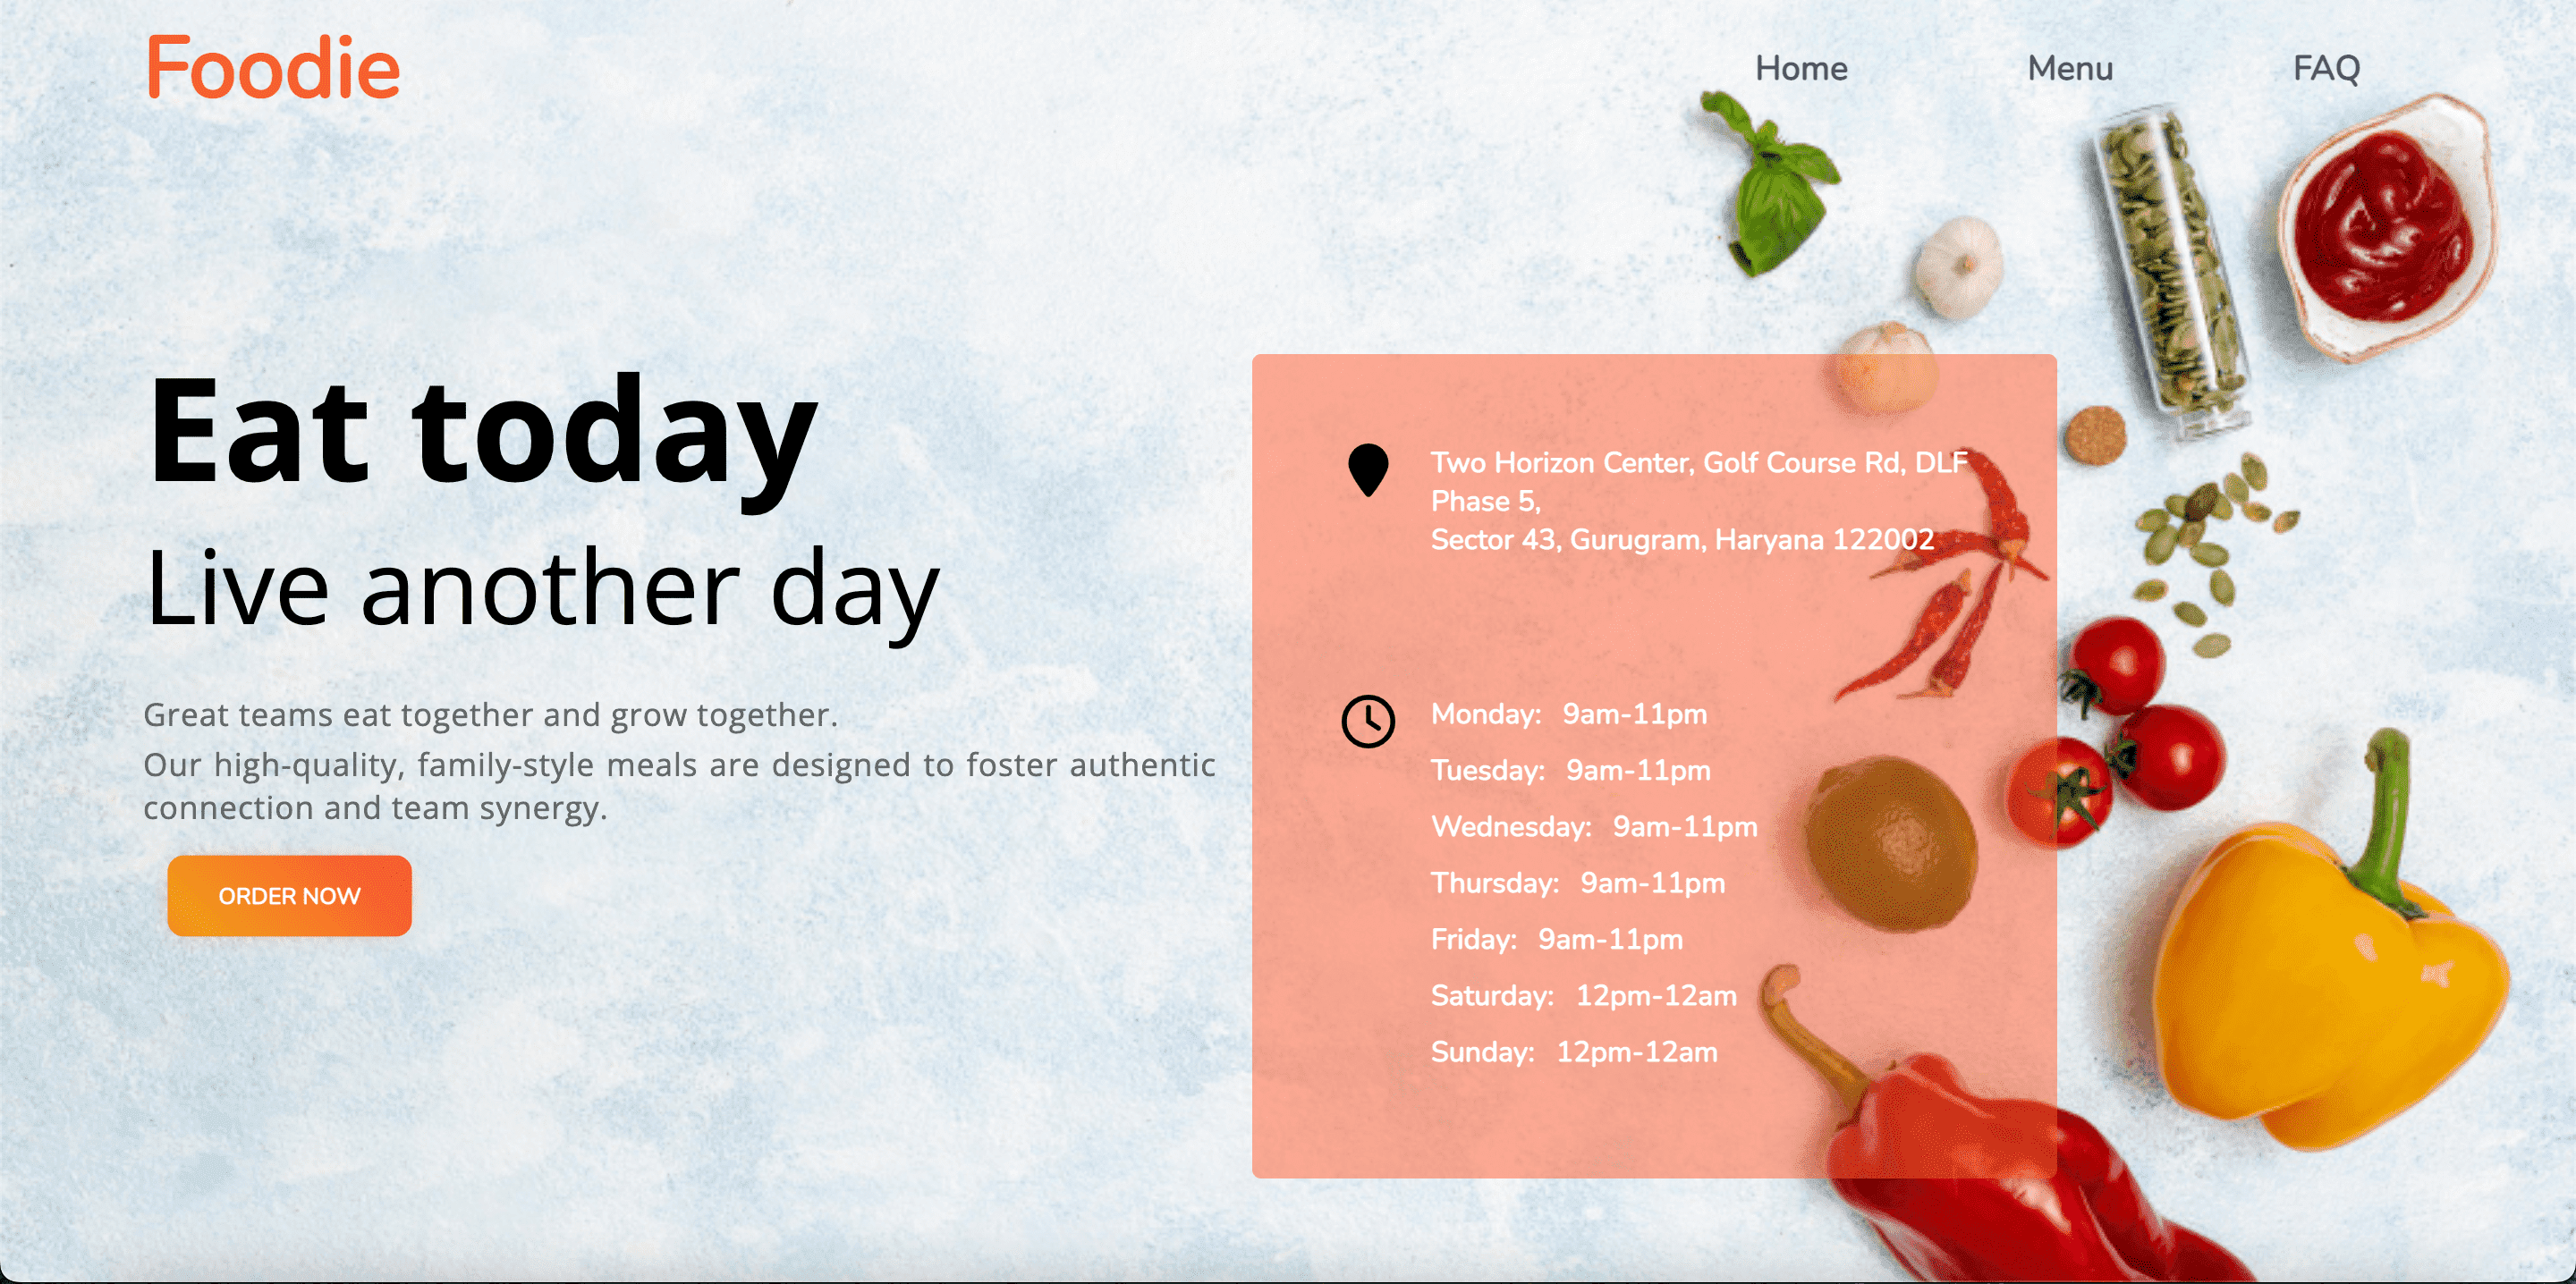 Foodie
Home Menu FAQ
Eat today
Live another day
Great teams eat together and grow together.
Our high-quality, family-style meals are designed to foster authentic
connection and team synergy.
ORDER NOW
Two Horizon Center, Golf Course Rd, DLF
Phase 5,
Sector 43, Gurugram, Haryana 122002
Monday: 9am-11pm
Tuesday: 9am-11pm
Wednesday: 9am-11pm
Thursday: 9am-11pm
Friday: 9am-11pm
Saturday: 12pm-12am
Sunday: 12pm-12am